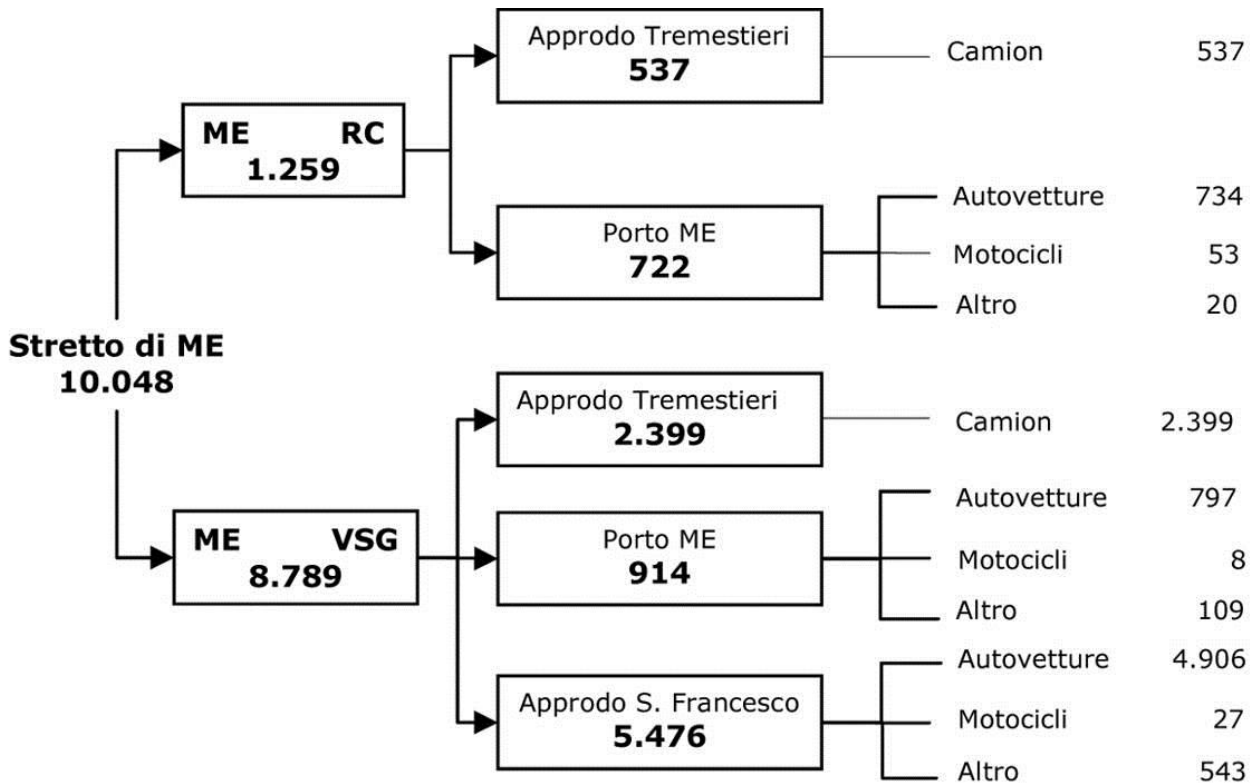 Stretto di ME
10.048
ME RC
1.259
Approdo Tremestieri
537
Camion 537
Porto ME
722
Autovetture 734
Motocicli 53
Altro 20
ME VSG
8.789
Approdo Tremestieri
2.399
Camion 2.399
Porto ME
914
Autovetture 797
Motocicli 8
Altro 109
Approdo S. Francesco
5.476
Autovetture 4.906
Motocicli 27
Altro 543